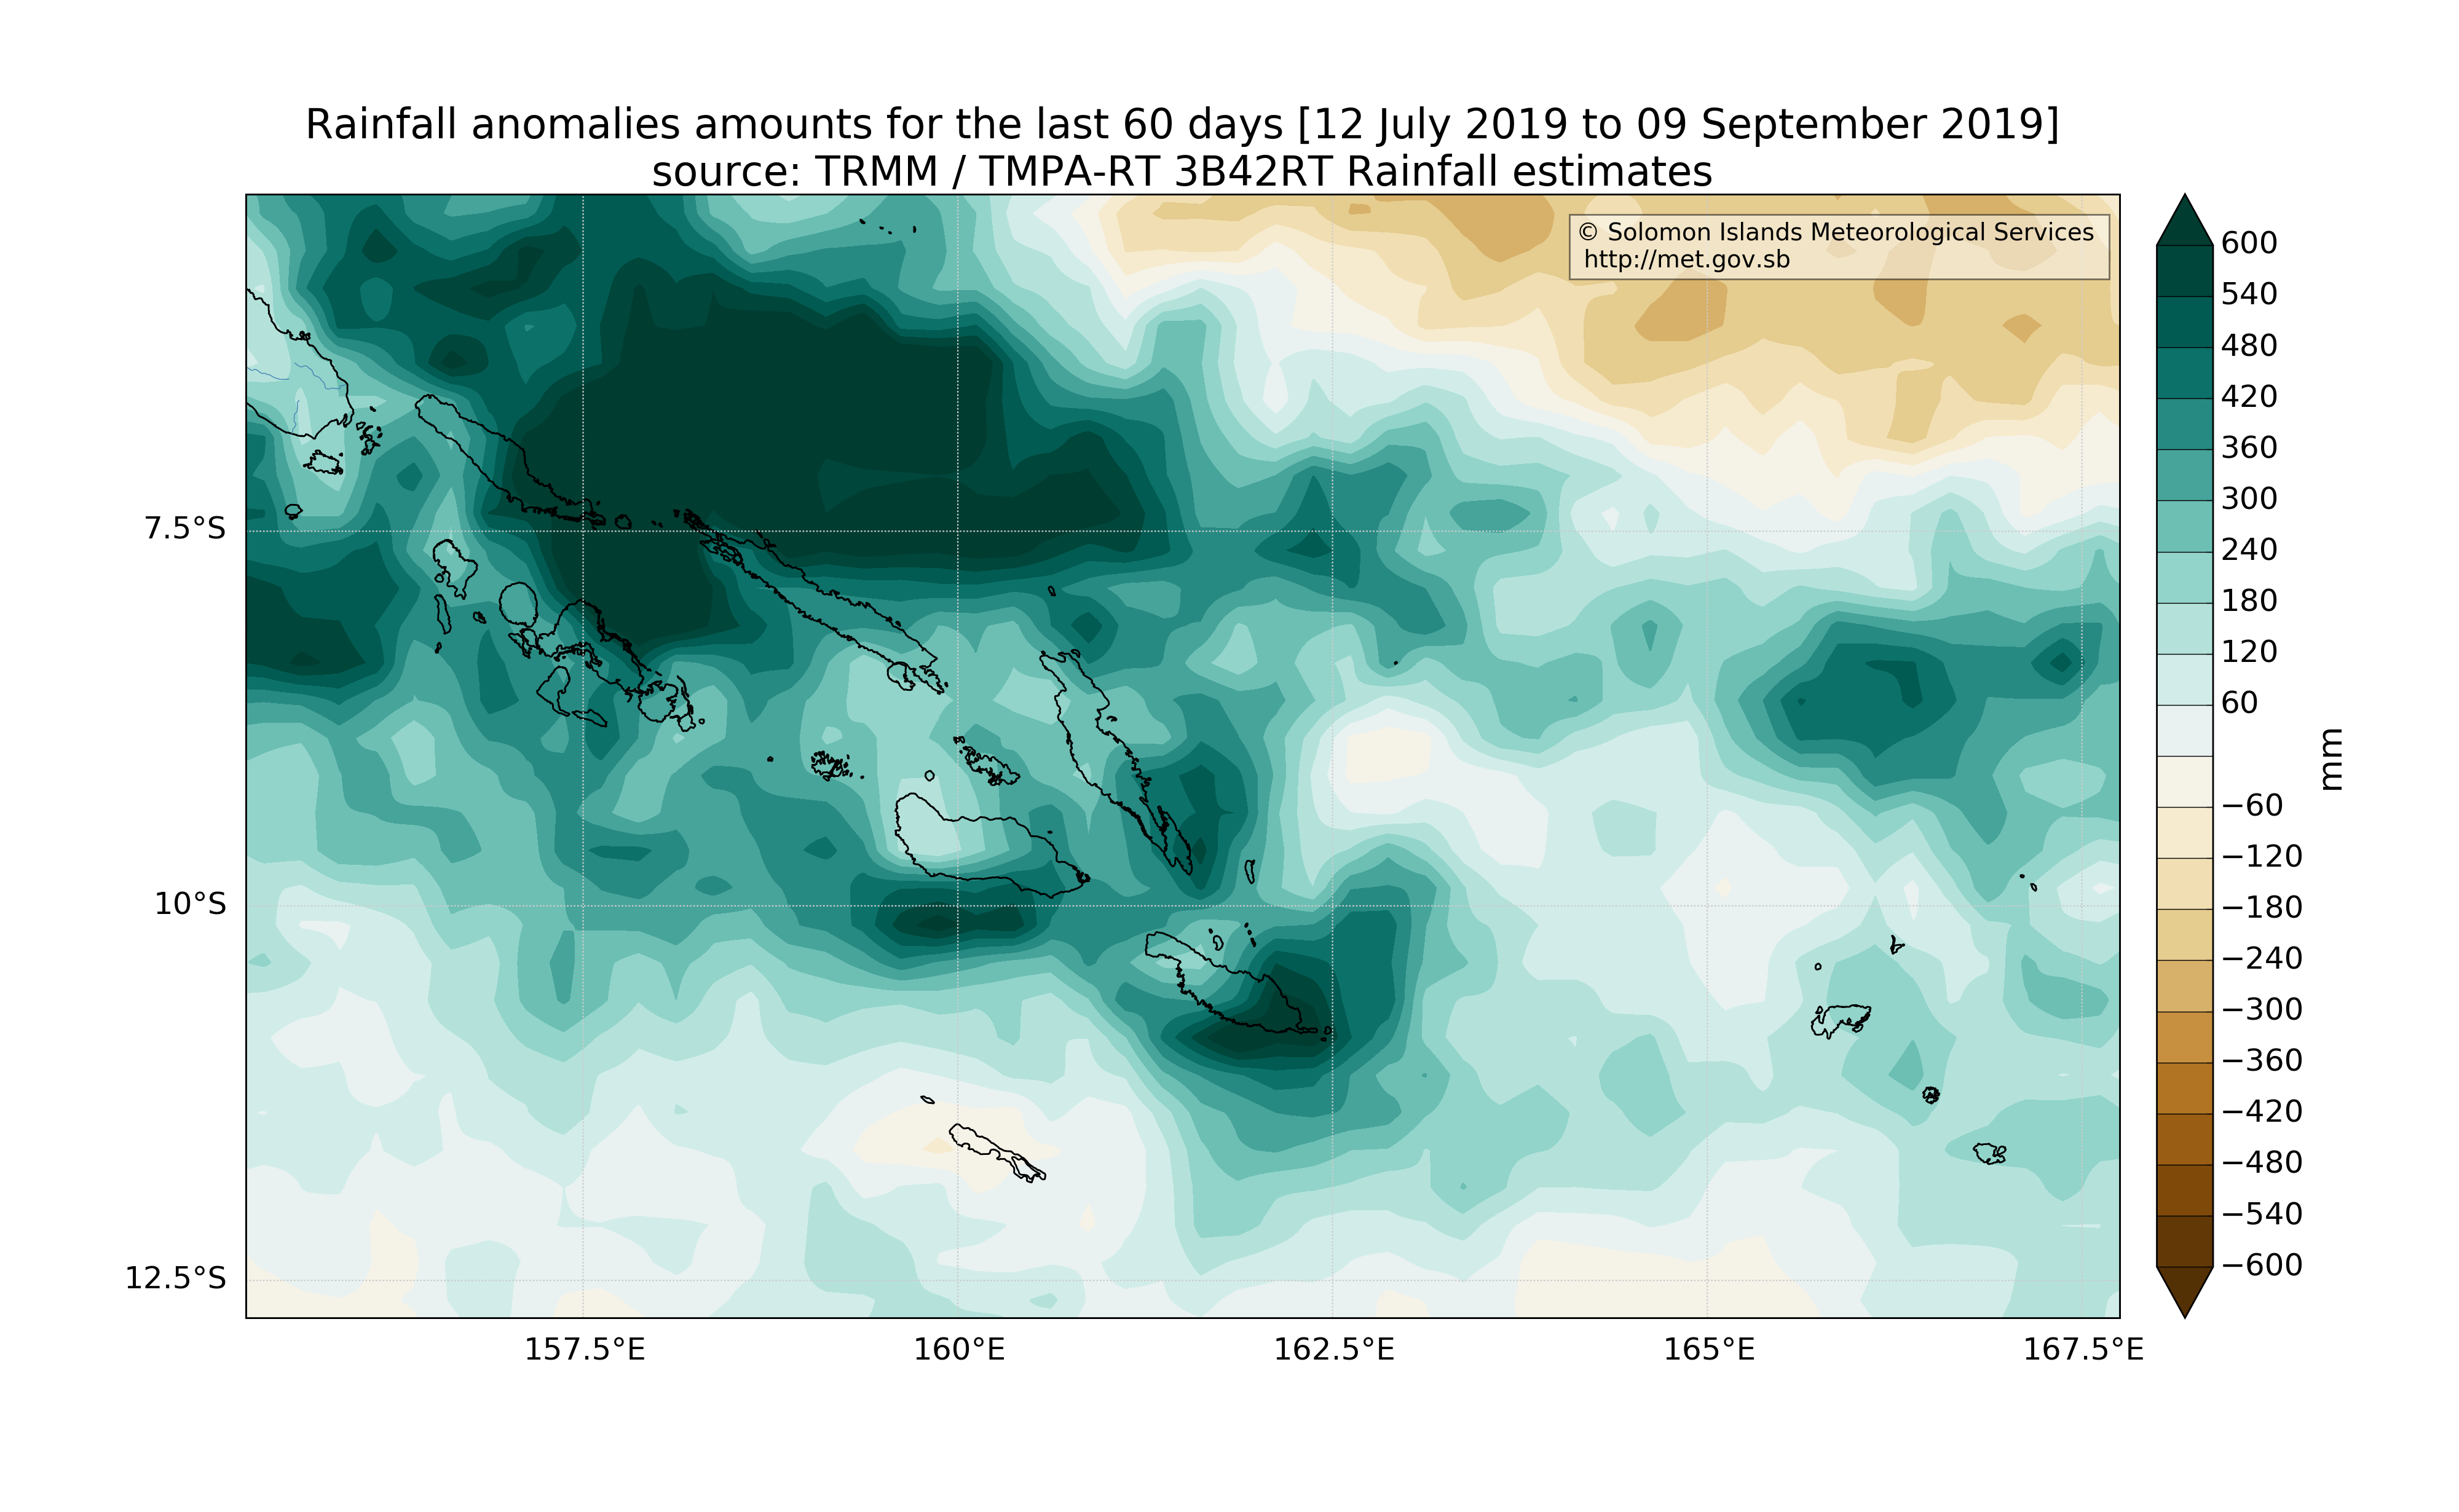 Rainfall anomalies amounts for the last 60 days [12 July 2019 to 09 September 2019]
source: TRMM / TMPA-RT 3B42RT Rainfall estimates
© Solomon Islands Meteorological Services
http://met.gov.sb
7.5°S
10°S
12.5°S
157.5°E
160°E
162.5°E
165°E
167.5°E
600
540
480
420
360
300
240
180
120
60
−60
−120
−180
−240
−300
−360
−420
−480
−540
−600
mm